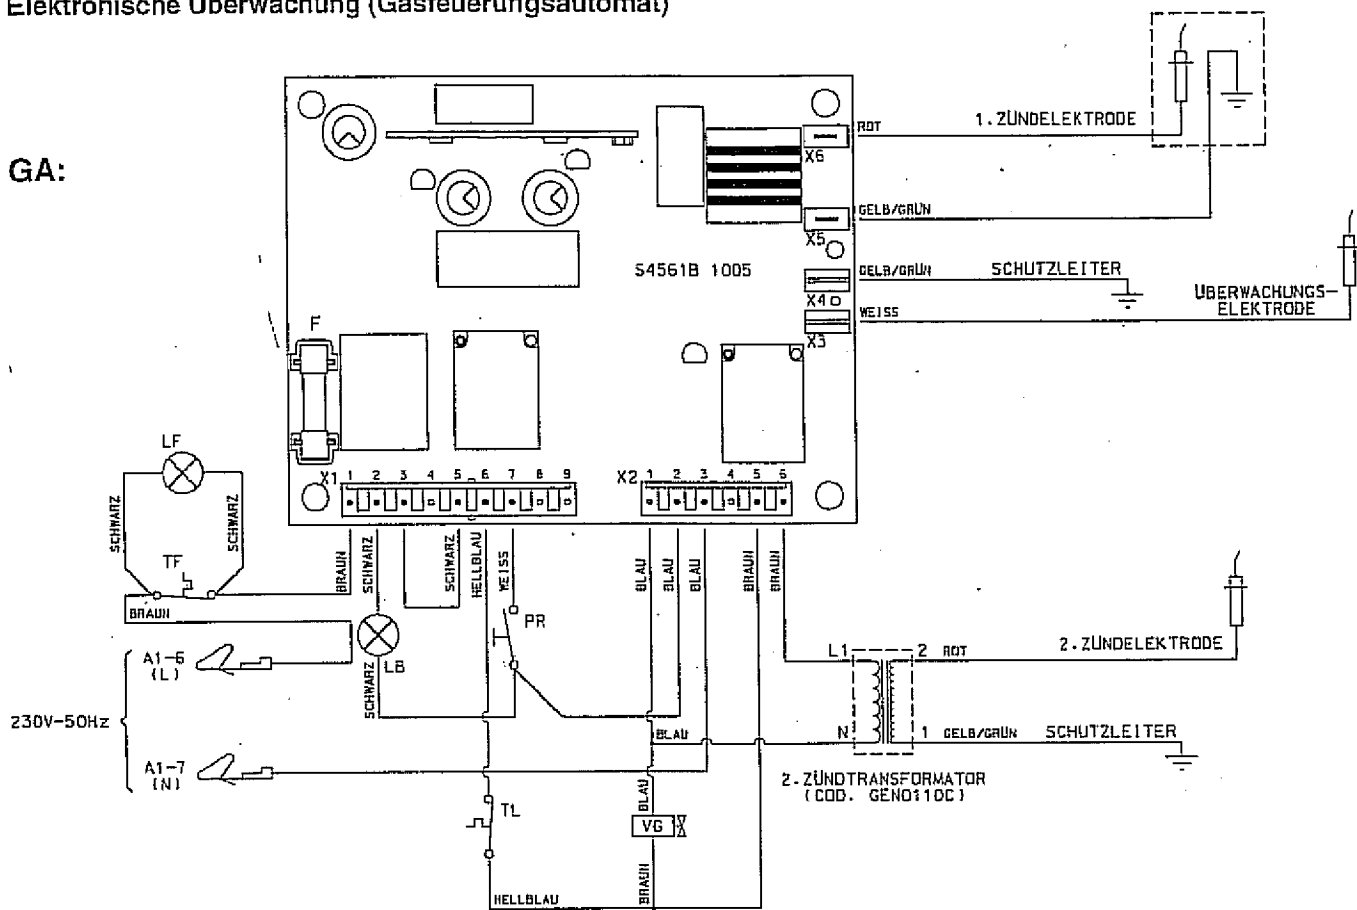 Elektronische Überwachung (Gasfeuerungsautomat)
GA:
ROT
1.ZÜNDELEKTRODE
X6
GELB/GRÜN
X5
S4561B 1005
GELB/GRÜN
SCHUTZLEITER
X4
WEISS
ÜBERWACHUNGS-
ELEKTRODE
X3
F
LF
X1 1 2 3 4 5 6 7 8 9
X2 1 2 3 4 5 6
SCHWARZ
SCHWARZ
TF
BRAUN
BRAUN
SCHWARZ
SCHWARZ
HELLBLAU
WEISS
BLAU
BLAU
BLAU
BRAUN
BRAUN
PR
LB
SCHWARZ
A1-6
(L)
230V-50Hz
A1-7
(N)
L1
2
ROT
2.ZÜNDELEKTRODE
BLAU
N
1
GELB/GRÜN
SCHUTZLEITER
2.ZÜNDTRANSFORMATOR
(COD. GEN0110C)
TL
BLAU
VG
BRAUN
HELLBLAU